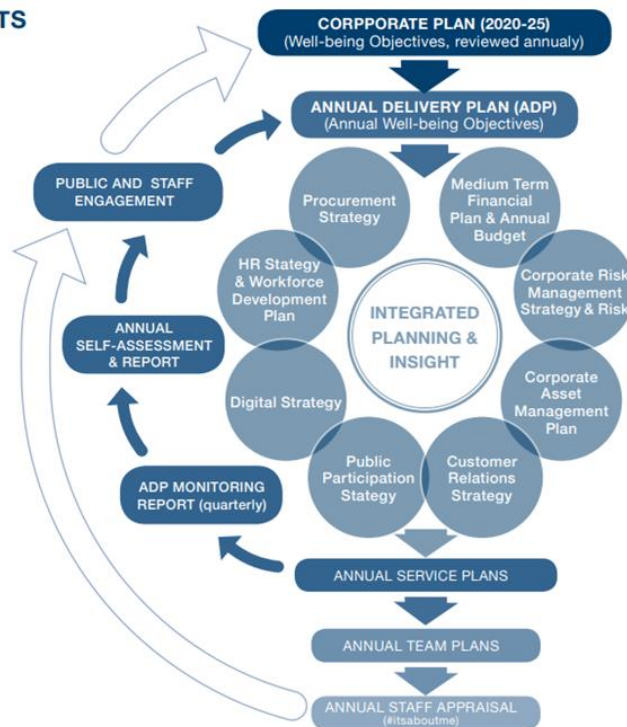 TS
CORPPORATE PLAN (2020-25)
(Well-being Objectives, reviewed annualy)
ANNUAL DELIVERY PLAN (ADP)
(Annual Well-being Objectives)
PUBLIC AND STAFF
ENGAGEMENT
Procurement
Strategy
Medium Term
Financial
Plan & Annual
Budget
HR Stategy
& Workforce
Development
Plan
Corporate Risk
Management
Strategy & Risk
INTEGRATED
PLANNING &
INSIGHT
ANNUAL
SELF-ASSESSMENT
& REPORT
Digital Strategy
Corporate
Asset
Management
Plan
Public
Participation
Stategy
Customer
Relations
Strategy
ADP MONITORING
REPORT (quarterly)
ANNUAL SERVICE PLANS
ANNUAL TEAM PLANS
ANNUAL STAFF APPRAISAL
(#itsaboutme)